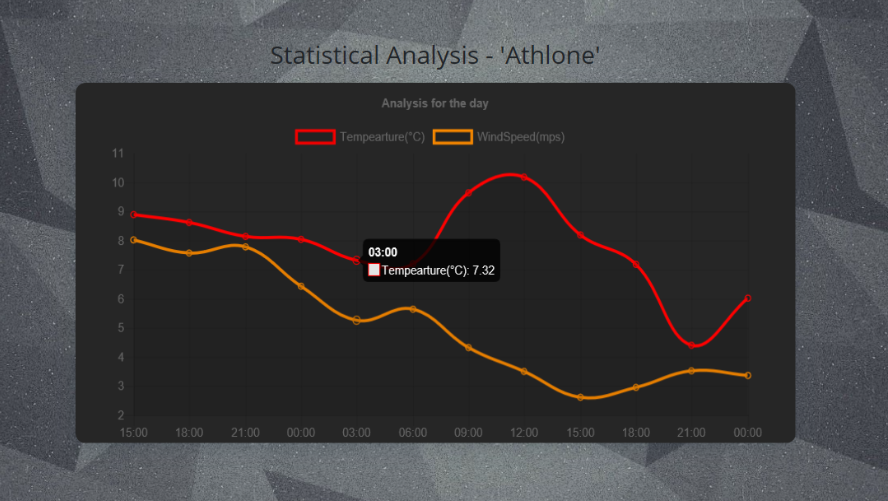 Statistical Analysis - 'Athlone'
Analysis for the day
Tempearture(°C) WindSpeed(mps)
11
10
9
8
03:00
Tempearture(°C): 7.32
7
6
5
4
3
2
15:00 18:00 21:00 00:00 03:00 06:00 09:00 12:00 15:00 18:00 21:00 00:00